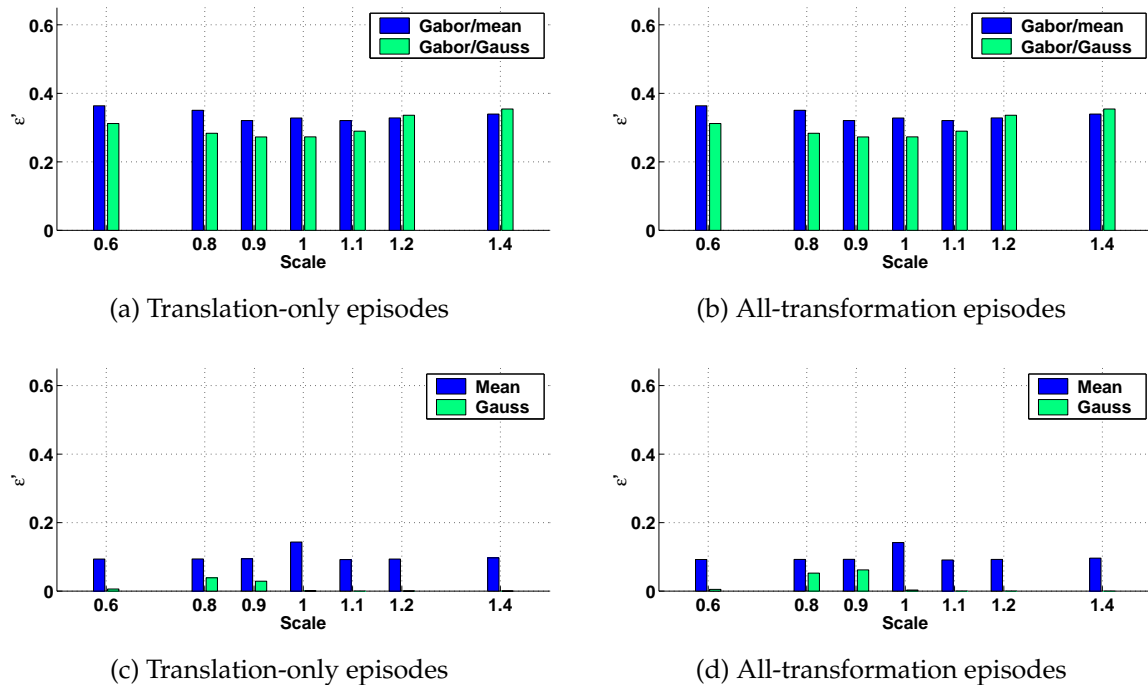 0.6
Gabor/mean
Gabor/Gauss
0.4
ε'
0.2
0
0.6 0.8 0.9 1 1.1 1.2 1.4
Scale
(a) Translation-only episodes
0.6
Gabor/mean
Gabor/Gauss
0.4
ε'
0.2
0
0.6 0.8 0.9 1 1.1 1.2 1.4
Scale
(b) All-transformation episodes
0.6
Mean
Gauss
0.4
ε'
0.2
0
0.6 0.8 0.9 1 1.1 1.2 1.4
Scale
(c) Translation-only episodes
0.6
Mean
Gauss
0.4
ε'
0.2
0
0.6 0.8 0.9 1 1.1 1.2 1.4
Scale
(d) All-transformation episodes